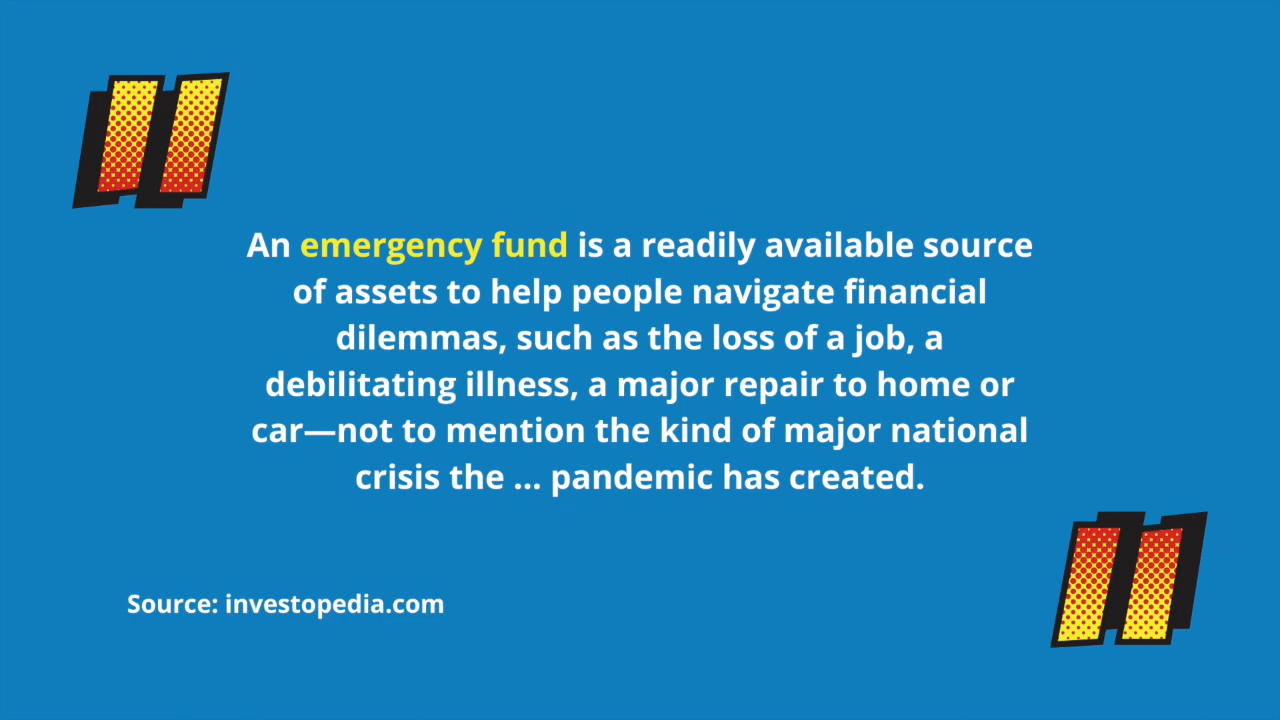 An emergency fund is a readily available source
of assets to help people navigate financial
dilemmas, such as the loss of a job, a
debilitating illness, a major repair to home or
car—not to mention the kind of major national
crisis the ... pandemic has created.
Source: investopedia.com